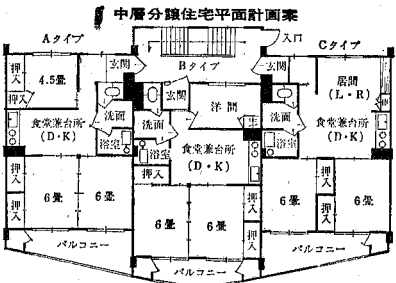 中層分譲住宅平面計画案
Aタイプ
Bタイプ
Cタイプ
入口
玄関
玄関
玄関
押入
4.5畳
押入
洋間
居間
(L・R)
洗面
洗面
洗面
食堂兼台所
(D・K)
浴室
浴室
食堂兼台所
(D・K)
浴室
食堂兼台所
(D・K)
押入
押入
6畳
6畳
押入
6畳
6畳
6畳
押入
押入
6畳
押入
バルコニー
バルコニー
バルコニー